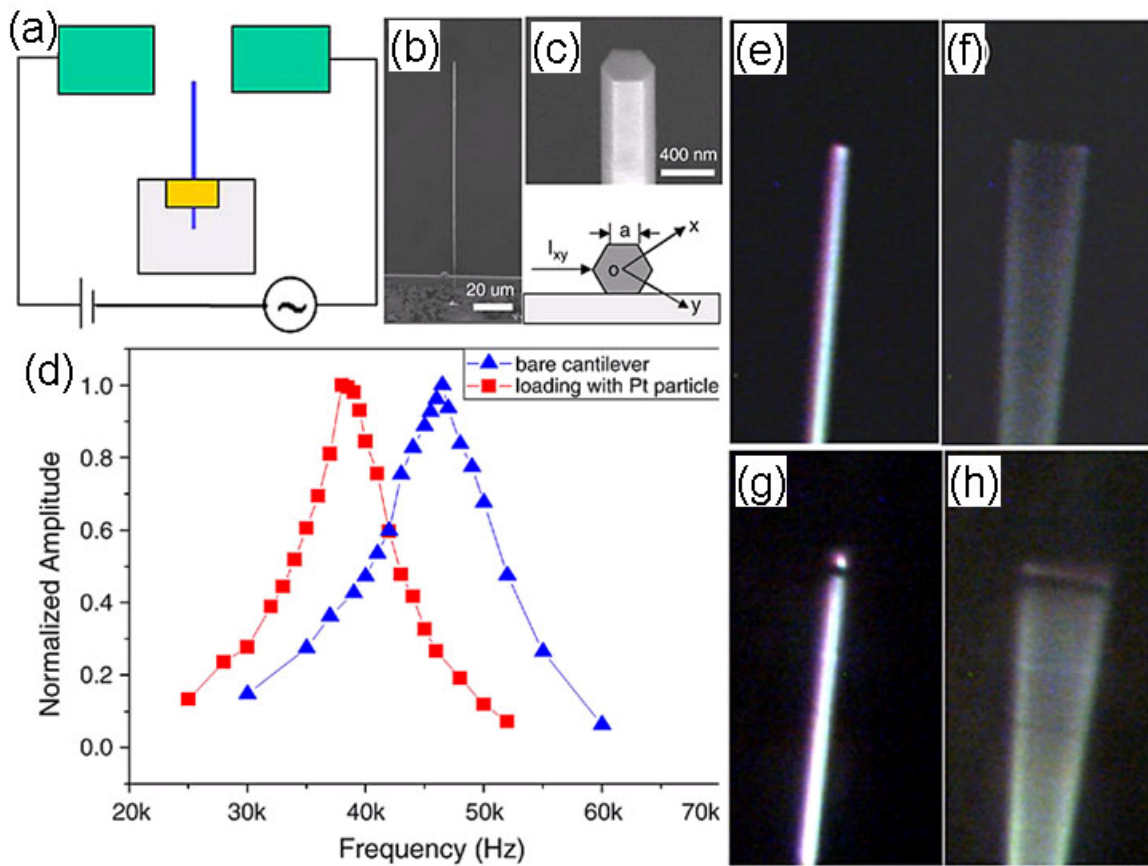 (a)
(b)
20 um
(c)
400 nm
a
I_xy
o
x
y
(d)
bare cantilever
loading with Pt particle
Normalized Amplitude
1.0
0.8
0.6
0.4
0.2
0.0
20k 30k 40k 50k 60k 70k
Frequency (Hz)
(e)
(f)
(g)
(h)